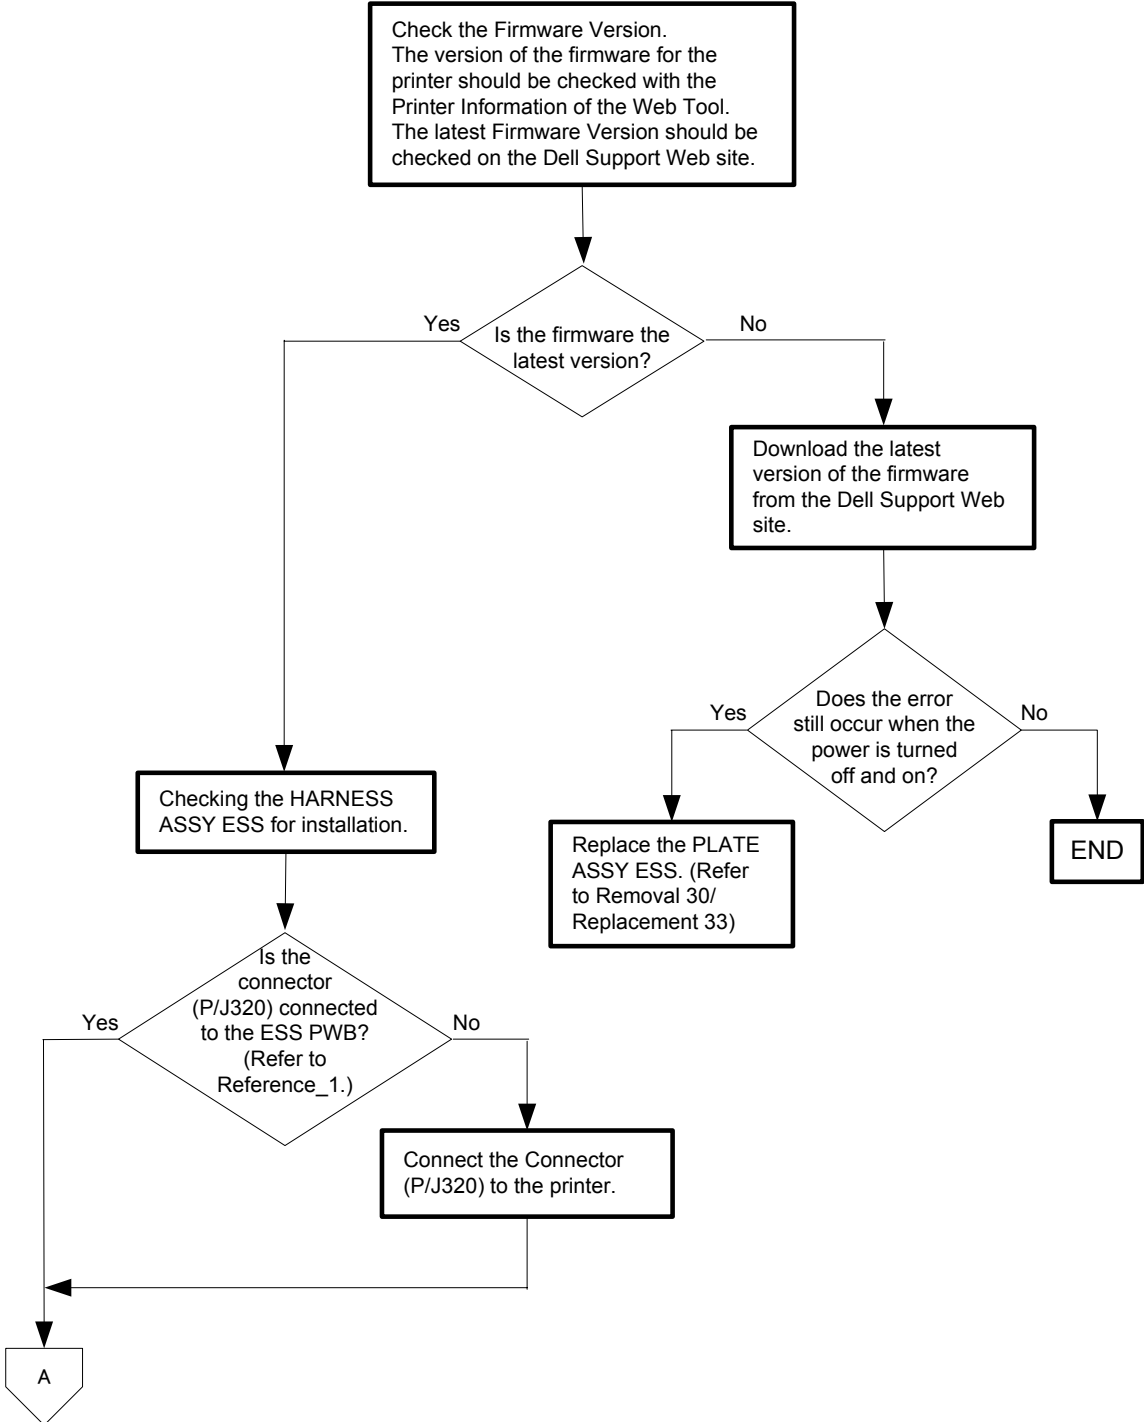 Check the Firmware Version.
The version of the firmware for the
printer should be checked with the
Printer Information of the Web Tool.
The latest Firmware Version should be
checked on the Dell Support Web site.
Yes
Is the firmware the
latest version?
No
Download the latest
version of the firmware
from the Dell Support Web
site.
Yes
Does the error
still occur when the
power is turned
off and on?
No
Checking the HARNESS
ASSY ESS for installation.
Replace the PLATE
ASSY ESS. (Refer
to Removal 30/
Replacement 33)
END
Is the
connector
(P/J320) connected
to the ESS PWB?
(Refer to
Reference_1.)
Yes
No
Connect the Connector
(P/J320) to the printer.
A